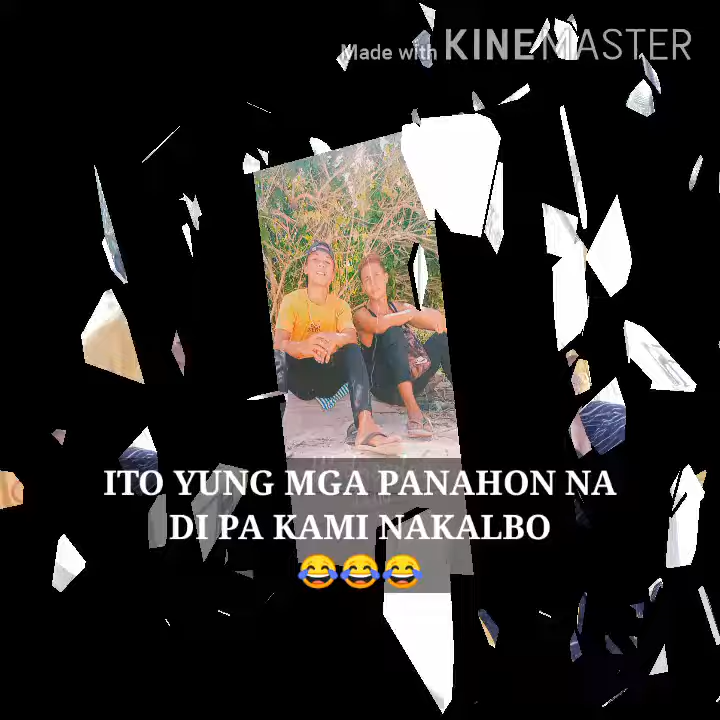 Made with KINEMASTER
ITO YUNG MGA PANAHON NA
DI PA KAMI NAKALBO
😂😂😂